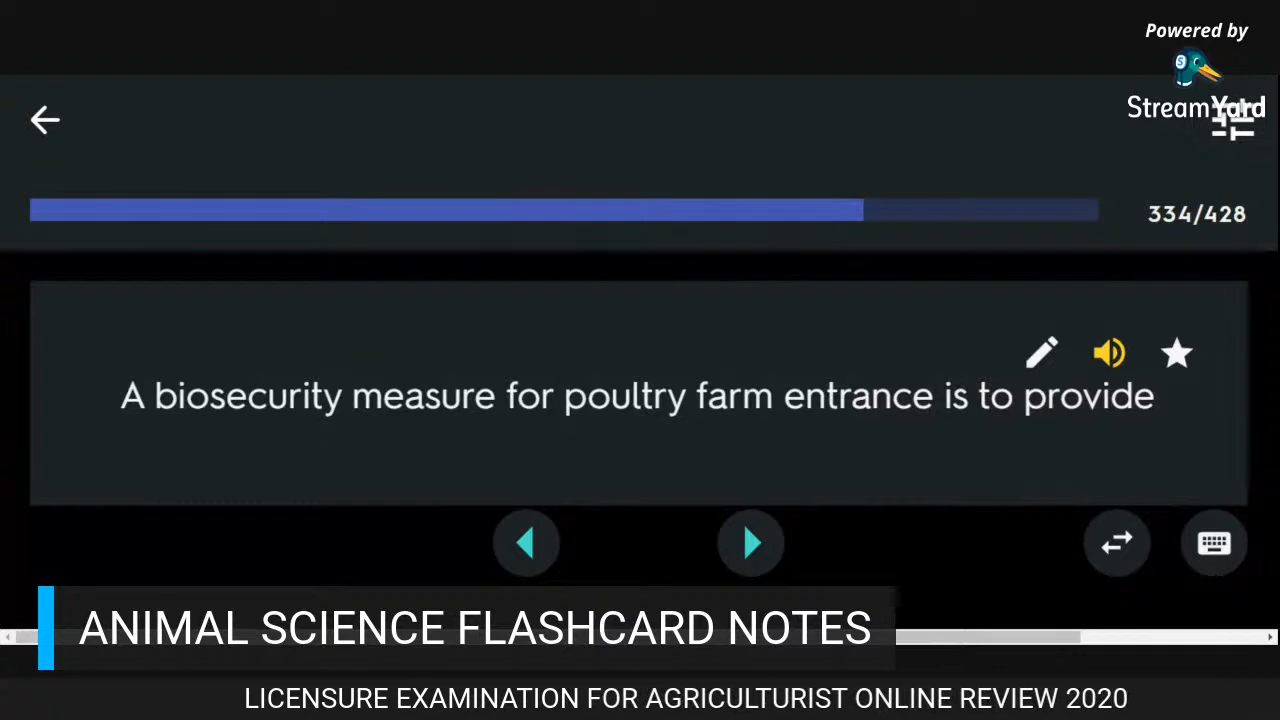 Powered by
StreamYard
334/428
A biosecurity measure for poultry farm entrance is to provide
ANIMAL SCIENCE FLASHCARD NOTES
LICENSURE EXAMINATION FOR AGRICULTURIST ONLINE REVIEW 2020